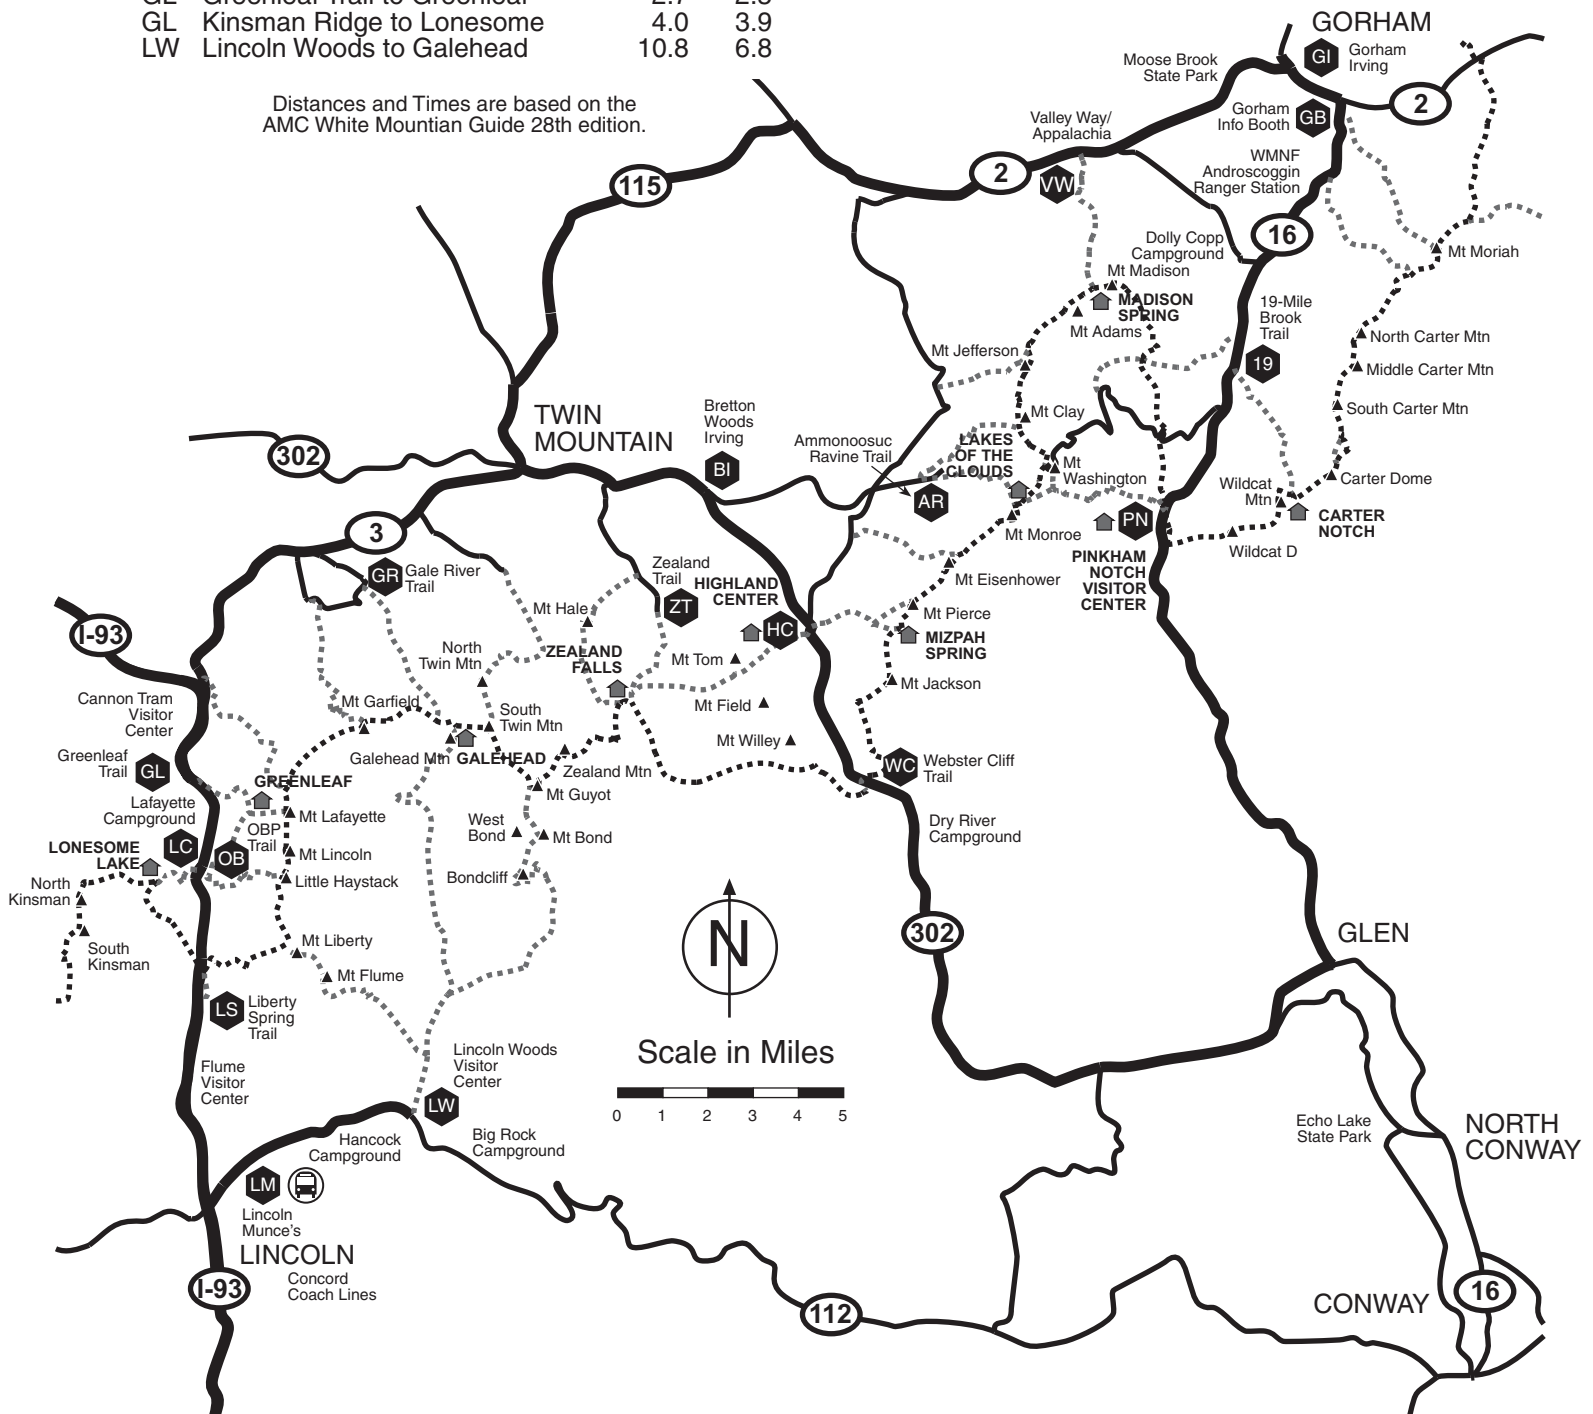 GL Kinsman Ridge to Lonesome 4.0 3.9
LW Lincoln Woods to Galehead 10.8 6.8
Distances and Times are based on the
AMC White Mountian Guide 28th edition.
GORHAM
GI
Gorham
Irving
Moose Brook
State Park
2
Gorham
Info Booth
GB
Valley Way/
Appalachia
VW
2
115
WMNF
Androscoggin
Ranger Station
16
Dolly Copp
Campground
Mt Moriah
Mt Madison
MADISON
SPRING
Mt Adams
19-Mile
Brook
Trail
19
North Carter Mtn
Mt Jefferson
Middle Carter Mtn
South Carter Mtn
Mt Clay
TWIN
MOUNTAIN
Bretton
Woods
Irving
BI
Ammonoosuc
Ravine Trail
AR
LAKES
OF THE
CLOUDS
302
Mt
Washington
Wildcat
Mtn
Carter Dome
CARTER
NOTCH
Mt Monroe
PN
Wildcat D
PINKHAM
NOTCH
VISITOR
CENTER
3
GR
Gale River
Trail
Zealand
Trail
ZT
HIGHLAND
CENTER
HC
Mt Eisenhower
Mt Hale
Mt Pierce
MIZPAH
SPRING
I-93
North
Twin Mtn
ZEALAND
FALLS
Mt Tom
Mt Jackson
Cannon Tram
Visitor
Center
Mt Garfield
South
Twin Mtn
Mt Field
Mt Willey
Greenleaf
Trail
GL
Galehead Mtn
GALEHEAD
Zealand Mtn
WC
Webster Cliff
Trail
GREENLEAF
Mt Guyot
Lafayette
Campground
Mt Lafayette
OBP
Trail
West
Bond
Mt Bond
Dry River
Campground
LONESOME
LAKE
LC
OB
Mt Lincoln
Little Haystack
Bondcliff
North
Kinsman
South
Kinsman
Mt Liberty
N
302
GLEN
Mt Flume
LS
Liberty
Spring
Trail
Scale in Miles
0 1 2 3 4 5
Flume
Visitor
Center
Lincoln Woods
Visitor
Center
LW
Hancock
Campground
Big Rock
Campground
Echo Lake
State Park
NORTH
CONWAY
LM
Lincoln
Munce's
LINCOLN
I-93
Concord
Coach Lines
112
CONWAY
16